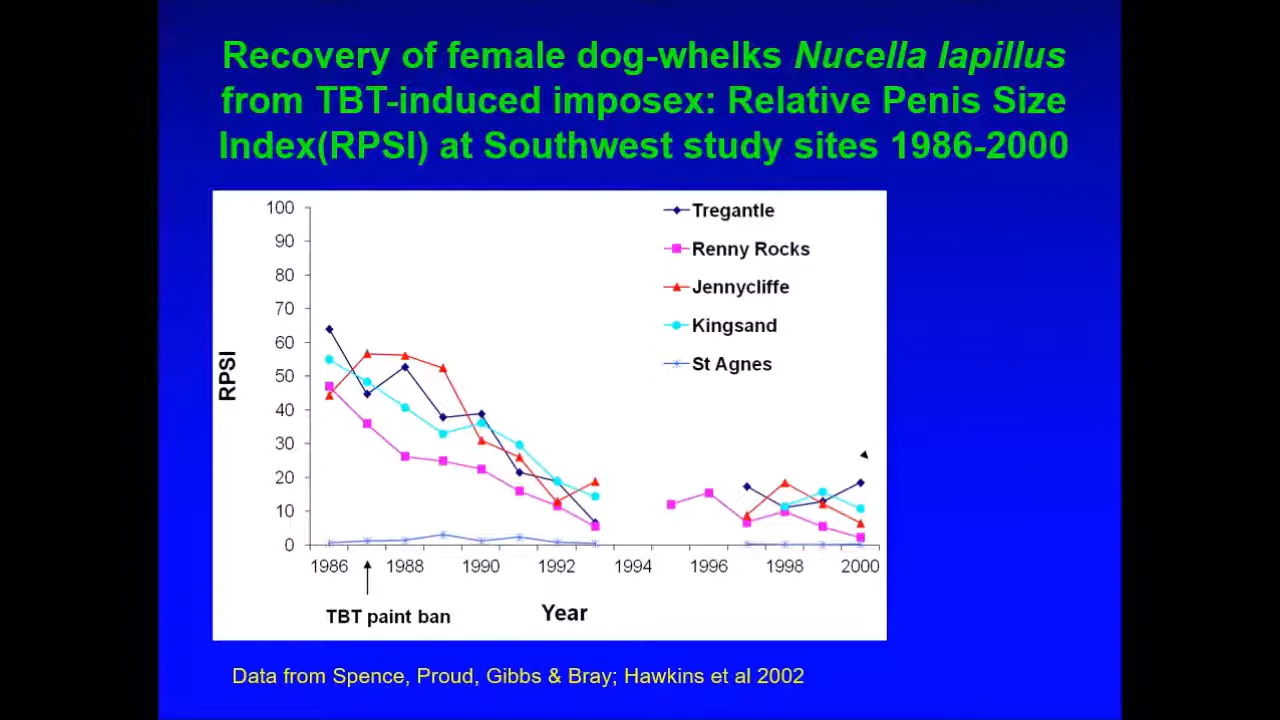 Recovery of female dog-whelks Nucella lapillus
from TBT-induced imposex: Relative Penis Size
Index(RPSI) at Southwest study sites 1986-2000
100
90
80
70
60
50
40
30
20
10
0
RPSI
Tregantle
Renny Rocks
Jennycliffe
Kingsand
St Agnes
1986 1988 1990 1992 1994 1996 1998 2000
TBT paint ban
Year
Data from Spence, Proud, Gibbs & Bray; Hawkins et al 2002